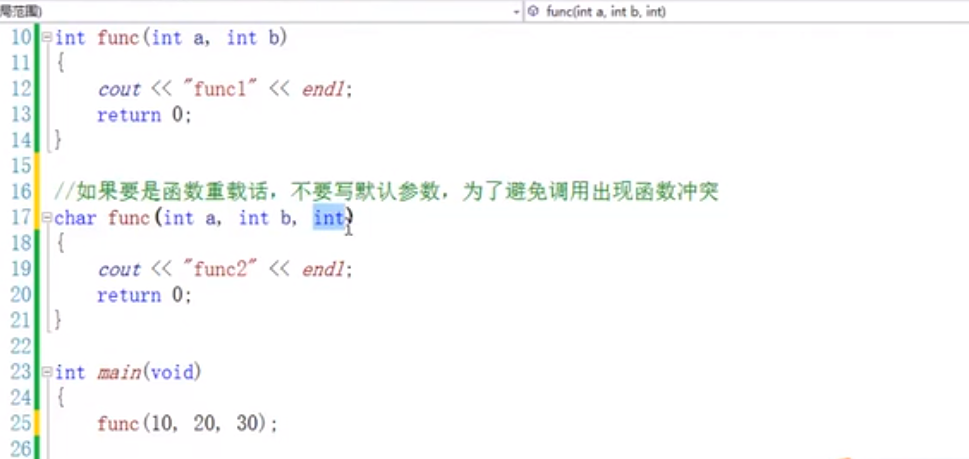 局范围)
func(int a, int b, int)
10 int func(int a, int b)
11 {
12 cout << "func1" << endl;
13 return 0;
14 }
15
16 //如果要是函数重载话，不要写默认参数，为了避免调用出现函数冲突
17 char func(int a, int b, int)
18 {
19 cout << "func2" << endl;
20 return 0;
21 }
22
23 int main(void)
24 {
25 func(10, 20, 30);
26